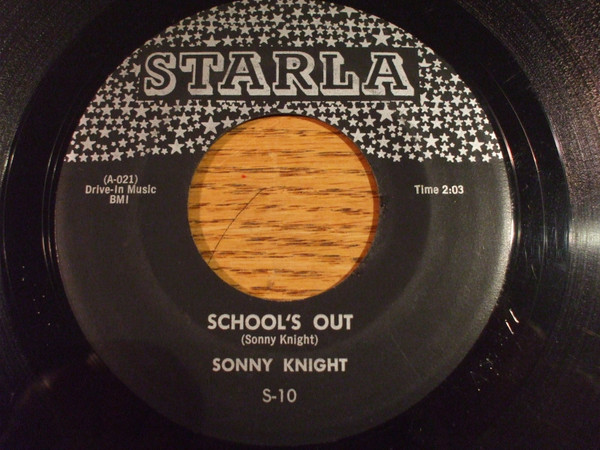 STARLA
(A-021)
Drive-In Music
BMI
Time 2:03
SCHOOL'S OUT
(Sonny Knight)
SONNY KNIGHT
S-10